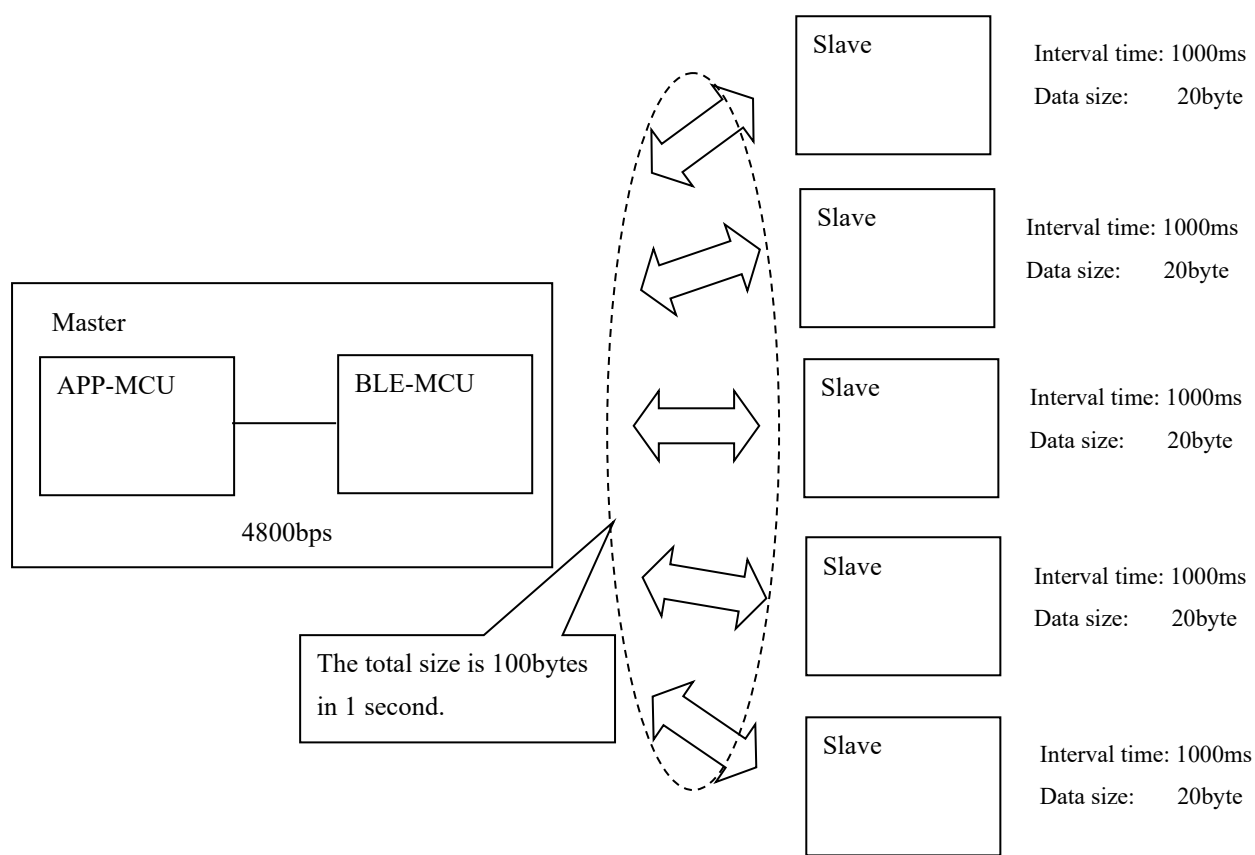 Slave
Interval time: 1000ms
Data size: 20byte
Slave
Interval time: 1000ms
Data size: 20byte
Master
APP-MCU
BLE-MCU
4800bps
Slave
Interval time: 1000ms
Data size: 20byte
Slave
Interval time: 1000ms
Data size: 20byte
The total size is 100bytes
in 1 second.
Slave
Interval time: 1000ms
Data size: 20byte